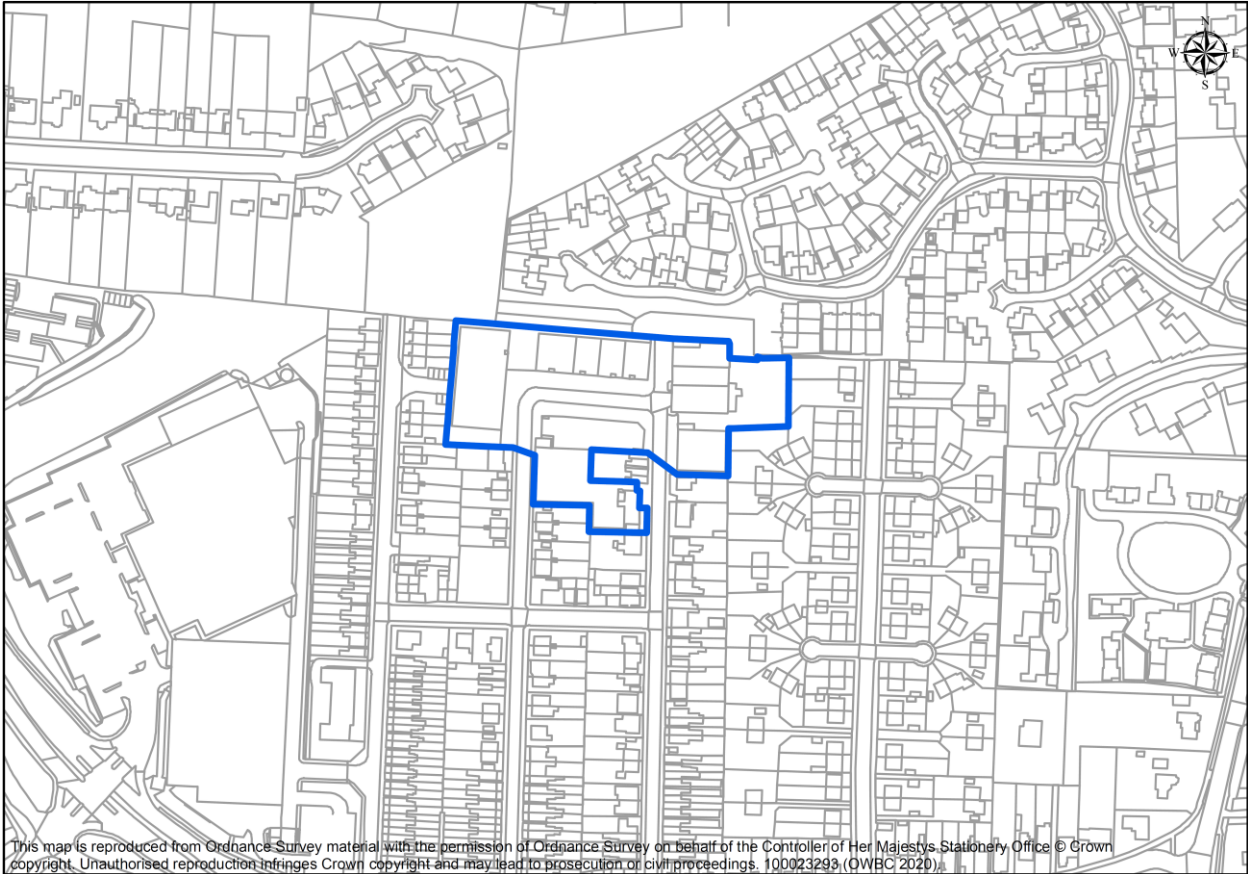 N
W E
S
This map is reproduced from Ordnance Survey material with the permission of Ordnance Survey on behalf of the Controller of Her Majestys Stationery Office © Crown
copyright. Unauthorised reproduction infringes Crown copyright and may lead to prosecution or civil proceedings. 100023293 (OWBC 2020)